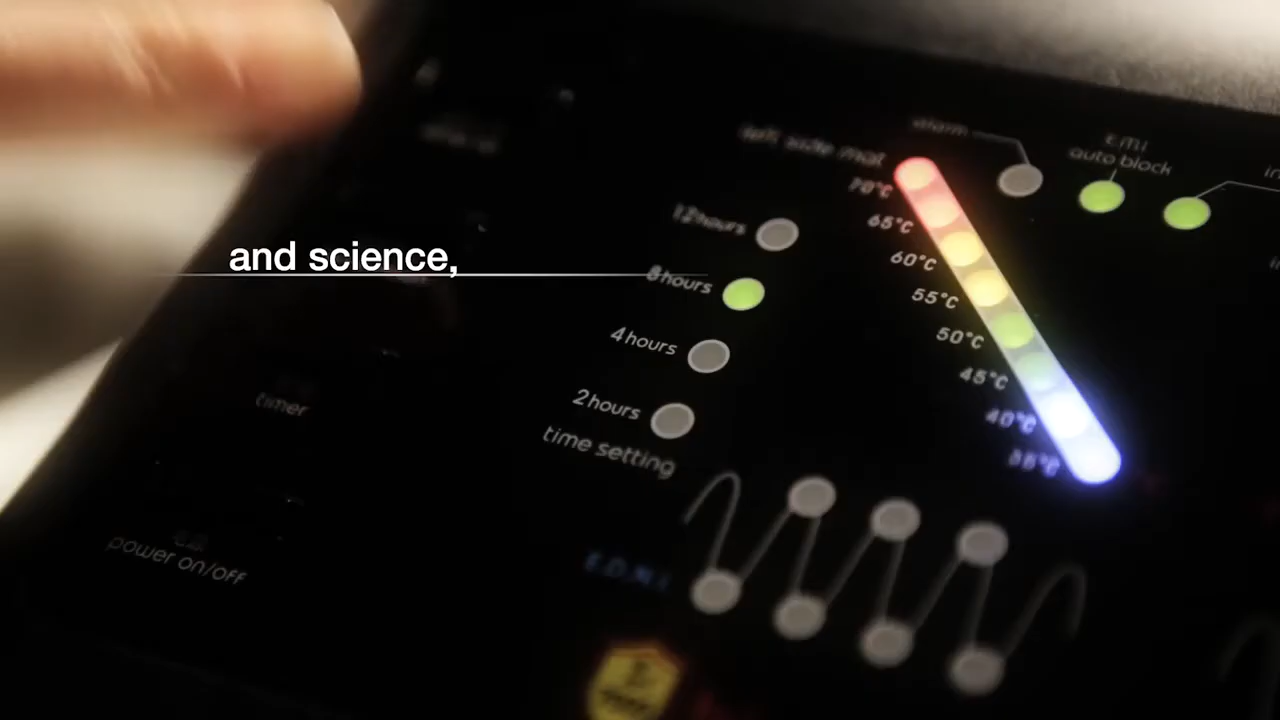 and science,
left side mat
alarm
E.M.I
auto block
12hours
8hours
4hours
2hours
time setting
70°C
65°C
60°C
55°C
50°C
45°C
40°C
35°C
timer
power on/off